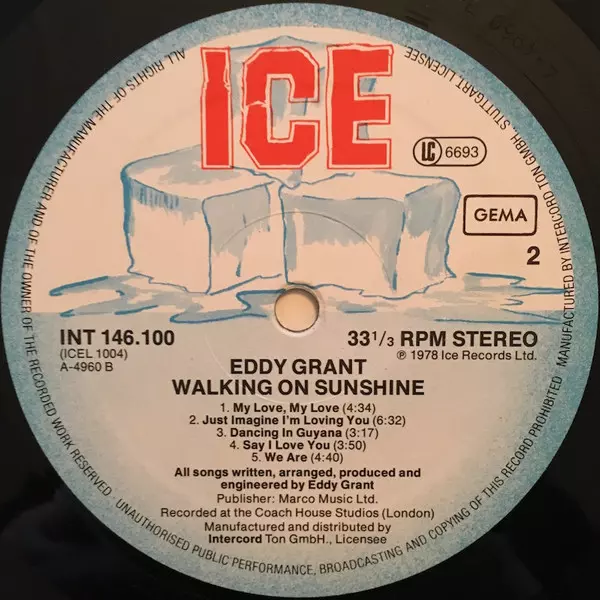 ICE
LC 6693
GEMA
2
INT 146.100
(ICEL 1004)
A-4960 B
33 1/3 RPM STEREO
℗ 1978 Ice Records Ltd.
EDDY GRANT
WALKING ON SUNSHINE
1. My Love, My Love (4:34)
2. Just Imagine I'm Loving You (6:32)
3. Dancing In Guyana (3:17)
4. Say I Love You (3:50)
5. We Are (4:40)
All songs written, arranged, produced and
engineered by Eddy Grant
Publisher: Marco Music Ltd.
Recorded at the Coach House Studios (London)
Manufactured and distributed by
Intercord Ton GmbH., Licensee
ALL RIGHTS OF THE MANUFACTURER AND OF THE OWNER OF THE RECORDED WORK RESERVED - UNAUTHORISED PUBLIC PERFORMANCE, BROADCASTING AND COPYING OF THIS RECORD PROHIBITED
MANUFACTURED BY INTERCORD TON GMBH, STUTTGART LICENSEE